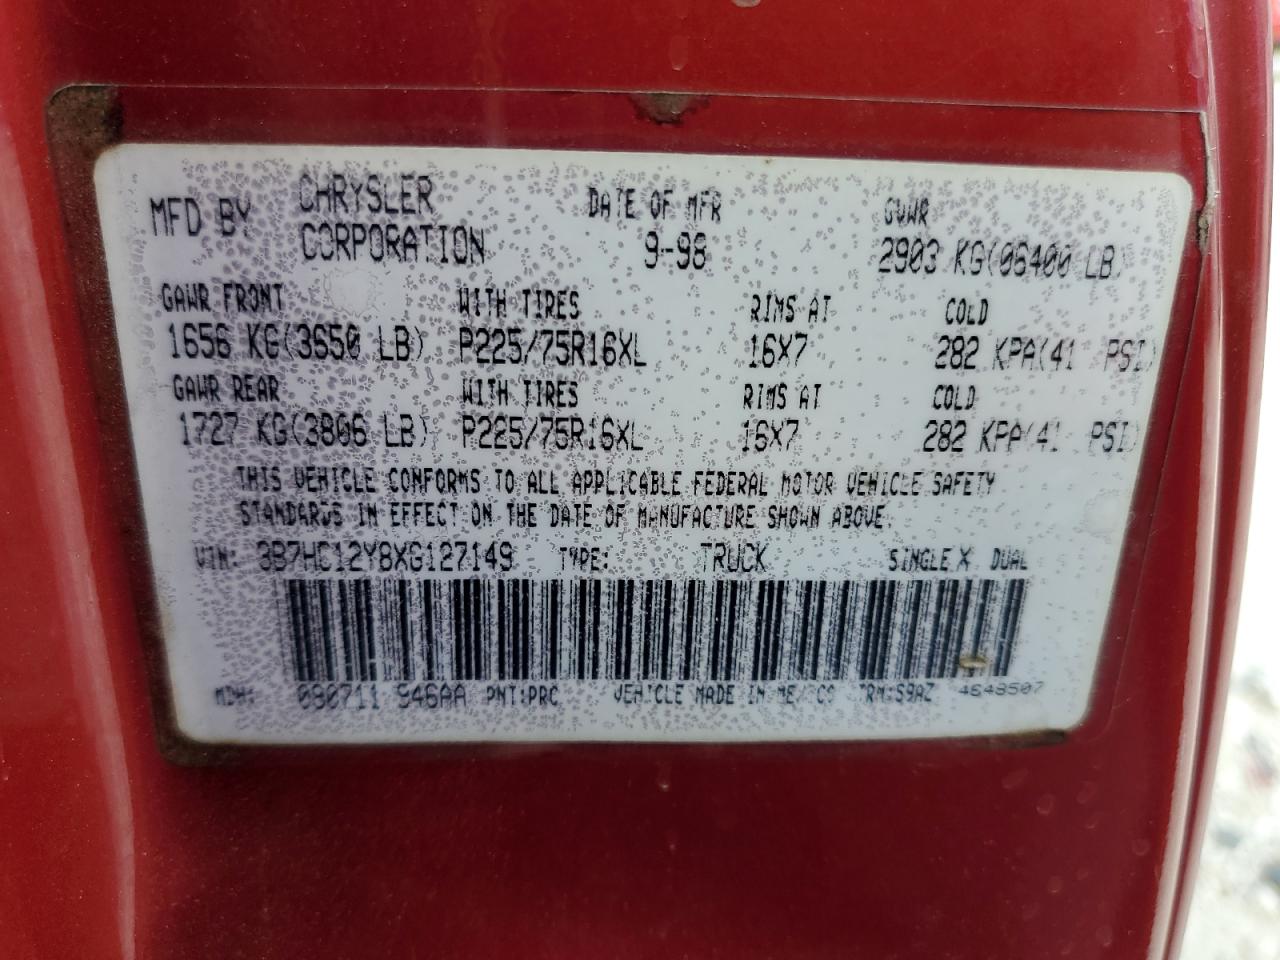 MFD BY CHRYSLER CORPORATION DATE OF MFR 9-98 GVWR 2903 KG(06400 LB)
GAWR FRONT WITH TIRES RIMS AT COLD
1656 KG(3650 LB) P225/75R16XL 16X7 282 KPA(41 PSI)
GAWR REAR WITH TIRES RIMS AT COLD
1727 KG(3806 LB) P225/75R16XL 16X7 282 KPA(41 PSI)
THIS VEHICLE CONFORMS TO ALL APPLICABLE FEDERAL MOTOR VEHICLE SAFETY
STANDARDS IN EFFECT ON THE DATE OF MANUFACTURE SHOWN ABOVE.
VIN: 3B7HC12Y8XG127149 TYPE: TRUCK SINGLE X DUAL
MDH: 080711 946AA PNT:PRC VEHICLE MADE IN MEXICO TRM:S9AZ 4648507